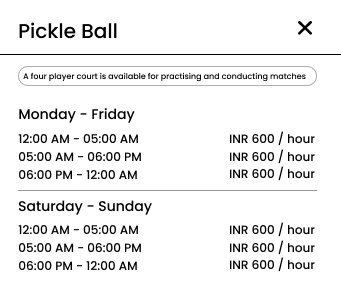 Pickle Ball
A four player court is available for practising and conducting matches
Monday - Friday
12:00 AM - 05:00 AM INR 600 / hour
05:00 AM - 06:00 PM INR 600 / hour
06:00 PM - 12:00 AM INR 600 / hour
Saturday - Sunday
12:00 AM - 05:00 AM INR 600 / hour
05:00 AM - 06:00 PM INR 600 / hour
06:00 PM - 12:00 AM INR 600 / hour